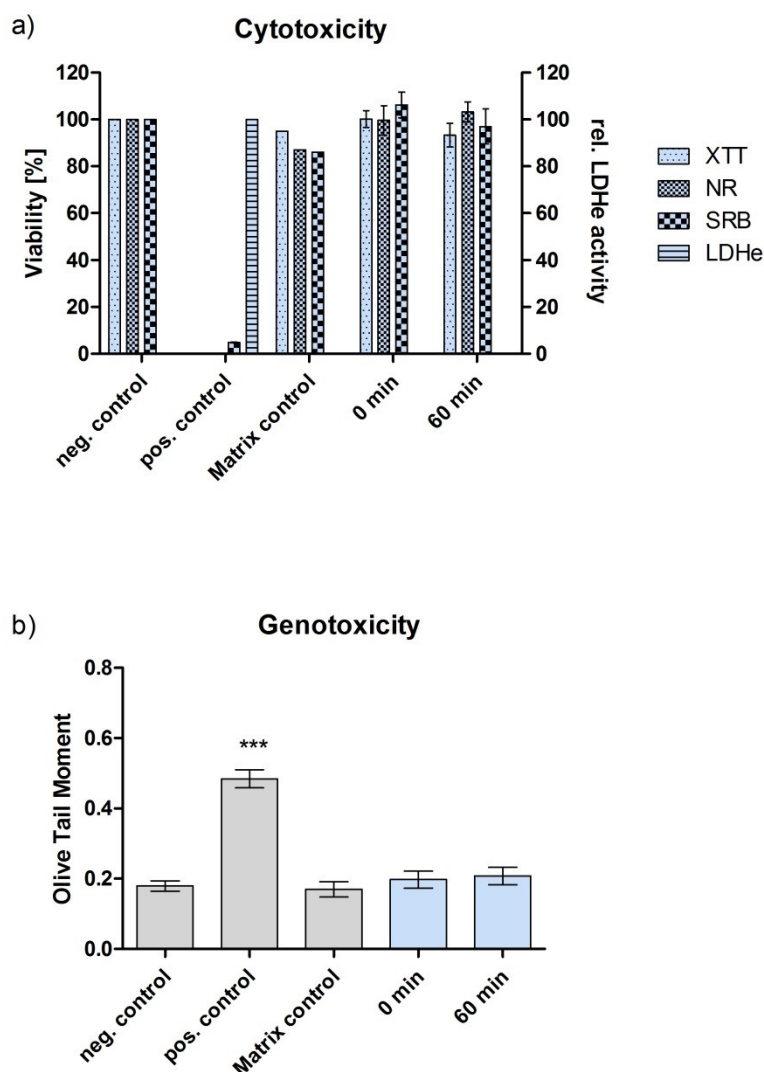 a)
Cytotoxicity
Viability [%]
120
100
80
60
40
20
0
rel. LDHe activity
120
100
80
60
40
20
0
XTT
NR
SRB
LDHe
neg. control
pos. control
Matrix control
0 min
60 min
b)
Genotoxicity
Olive Tail Moment
0.8
0.6
0.4
0.2
0.0
***
neg. control
pos. control
Matrix control
0 min
60 min